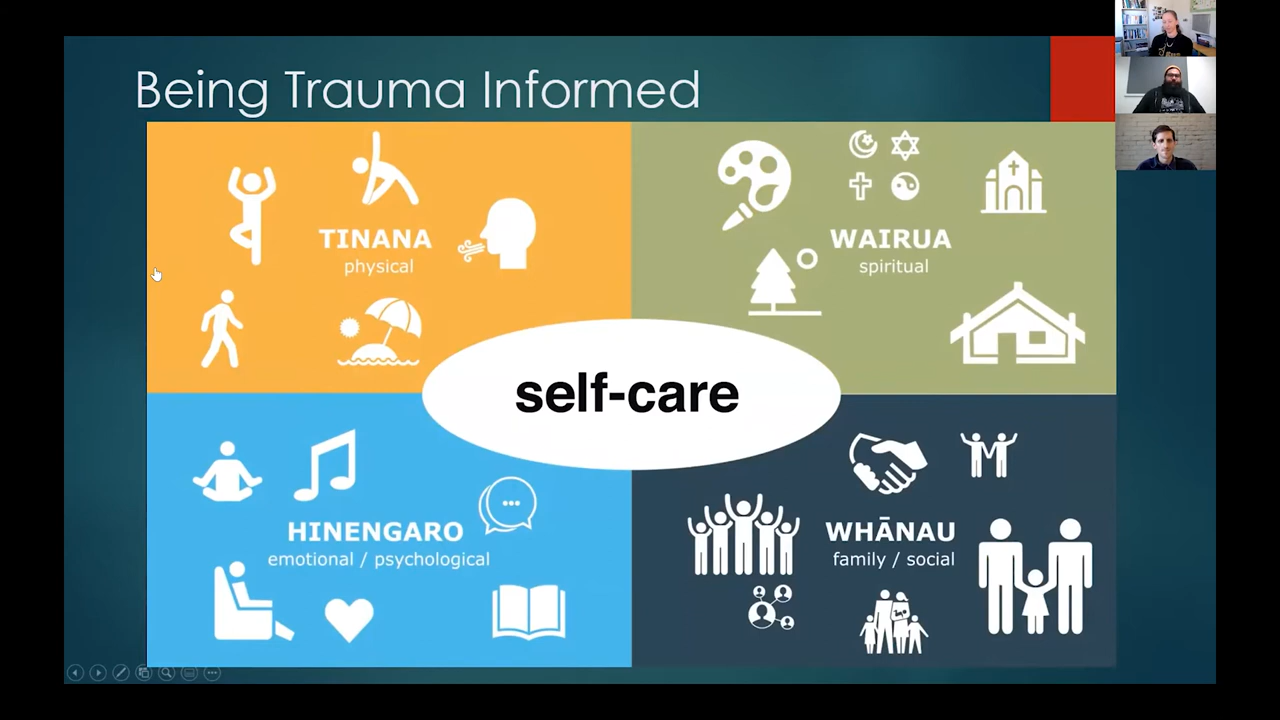 Being Trauma Informed
TINANA
physical
WAIRUA
spiritual
self-care
HINENGARO
emotional / psychological
WHĀNAU
family / social